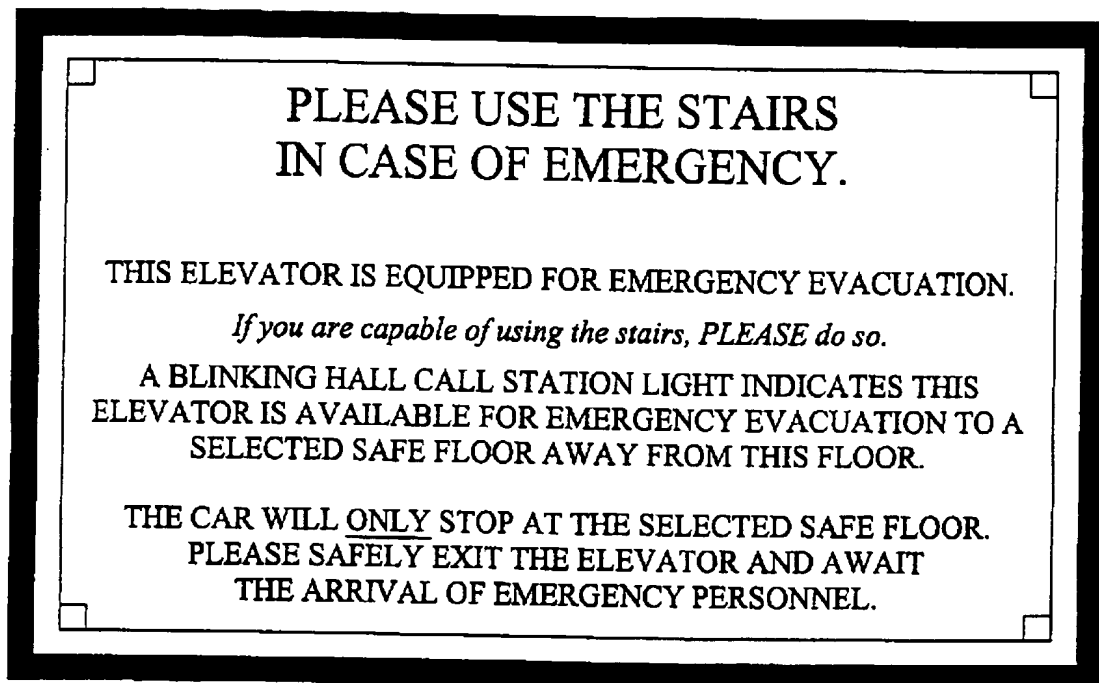 PLEASE USE THE STAIRS
IN CASE OF EMERGENCY.
THIS ELEVATOR IS EQUIPPED FOR EMERGENCY EVACUATION.
If you are capable of using the stairs, PLEASE do so.
A BLINKING HALL CALL STATION LIGHT INDICATES THIS
ELEVATOR IS AVAILABLE FOR EMERGENCY EVACUATION TO A
SELECTED SAFE FLOOR AWAY FROM THIS FLOOR.
THE CAR WILL ONLY STOP AT THE SELECTED SAFE FLOOR.
PLEASE SAFELY EXIT THE ELEVATOR AND AWAIT
THE ARRIVAL OF EMERGENCY PERSONNEL.